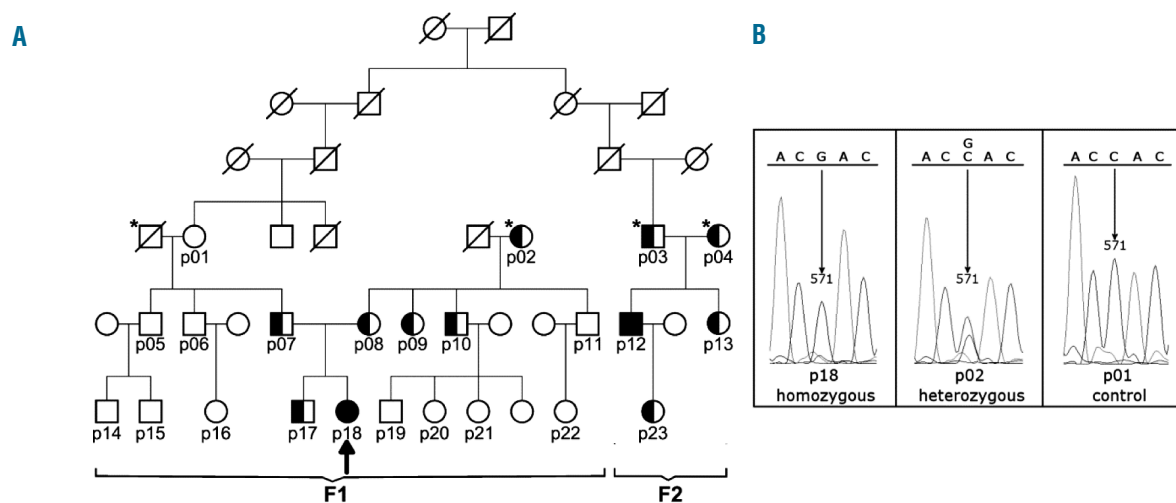 A
B
* p01
* p02
* p03
* p04
p05 p06 p07 p08 p09 p10 p11 p12 p13
p14 p15 p16 p17 p18 p19 p20 p21 p22 p23
F1 F2
A C G A C
571
p18
homozygous
G
A C C A C
571
p02
heterozygous
A C C A C
571
p01
control